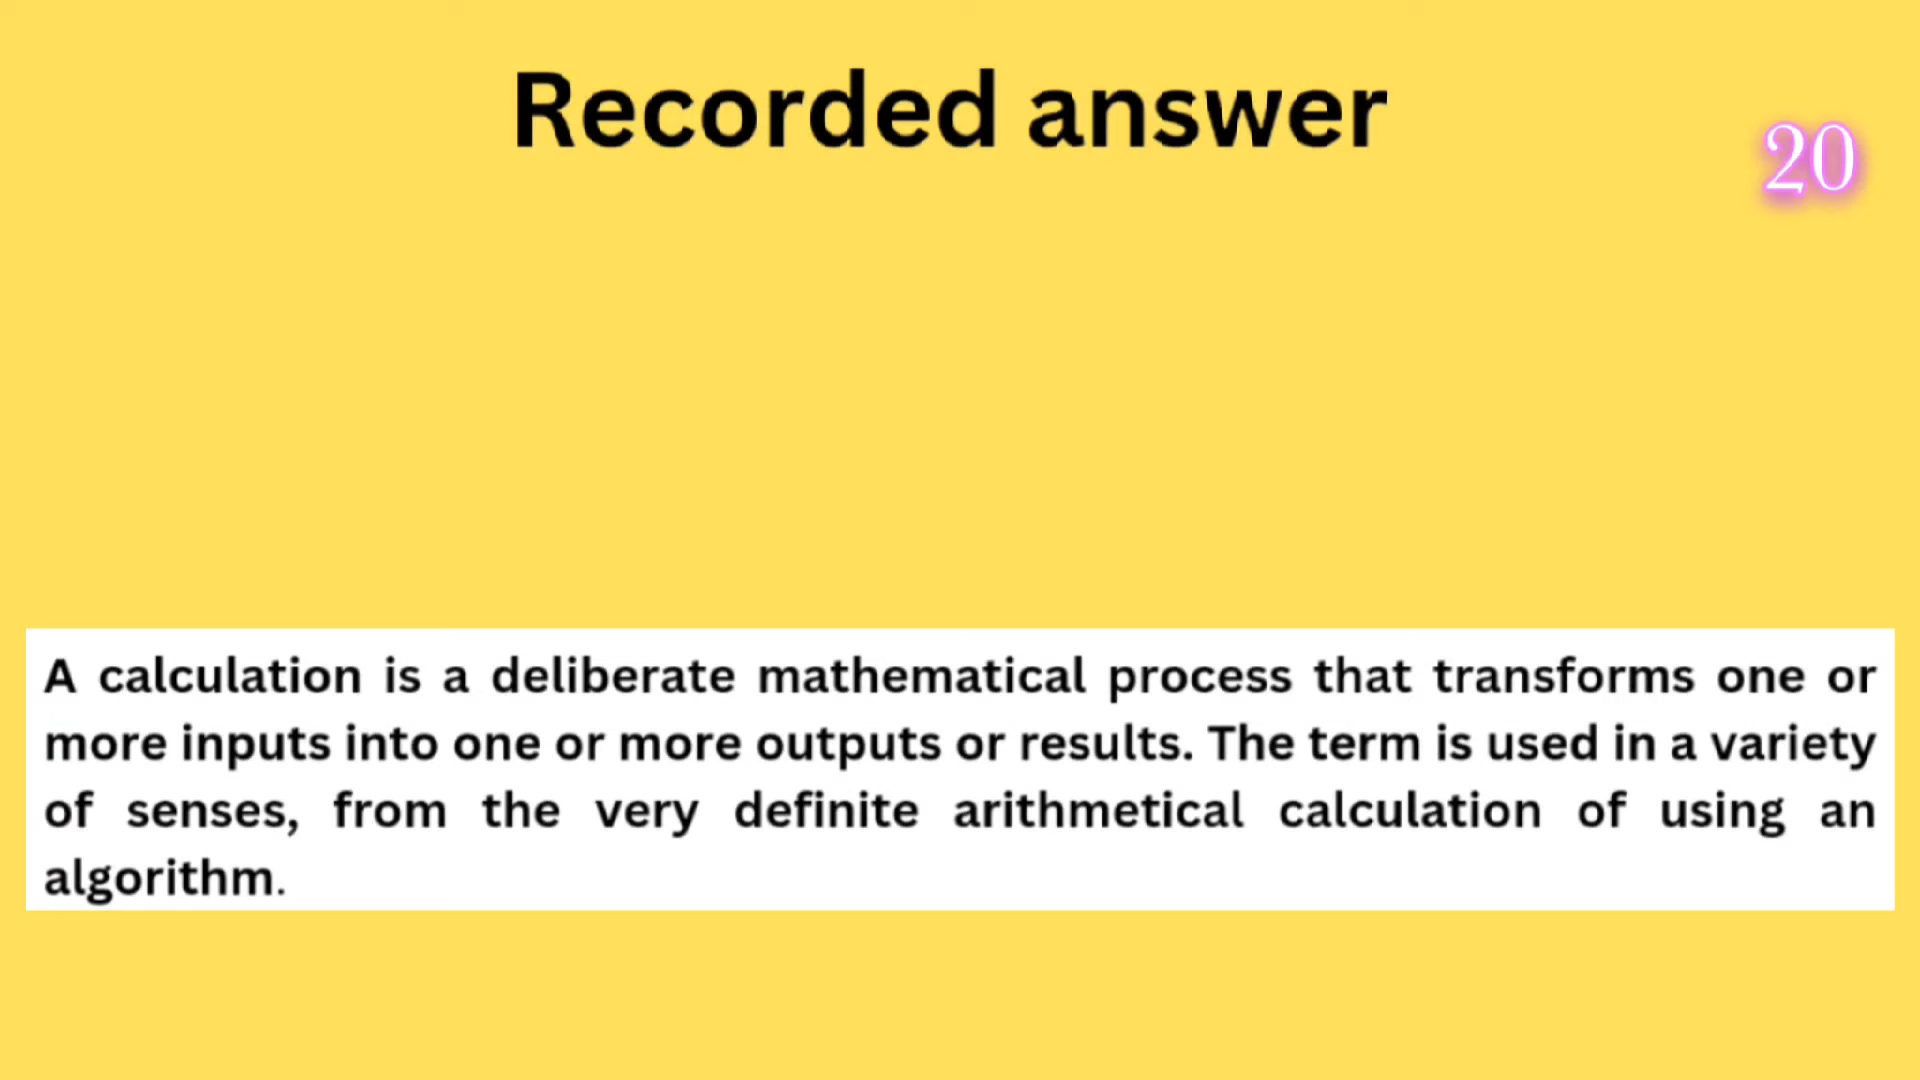 Recorded answer
20
A calculation is a deliberate mathematical process that transforms one or
more inputs into one or more outputs or results. The term is used in a variety
of senses, from the very definite arithmetical calculation of using an
algorithm.